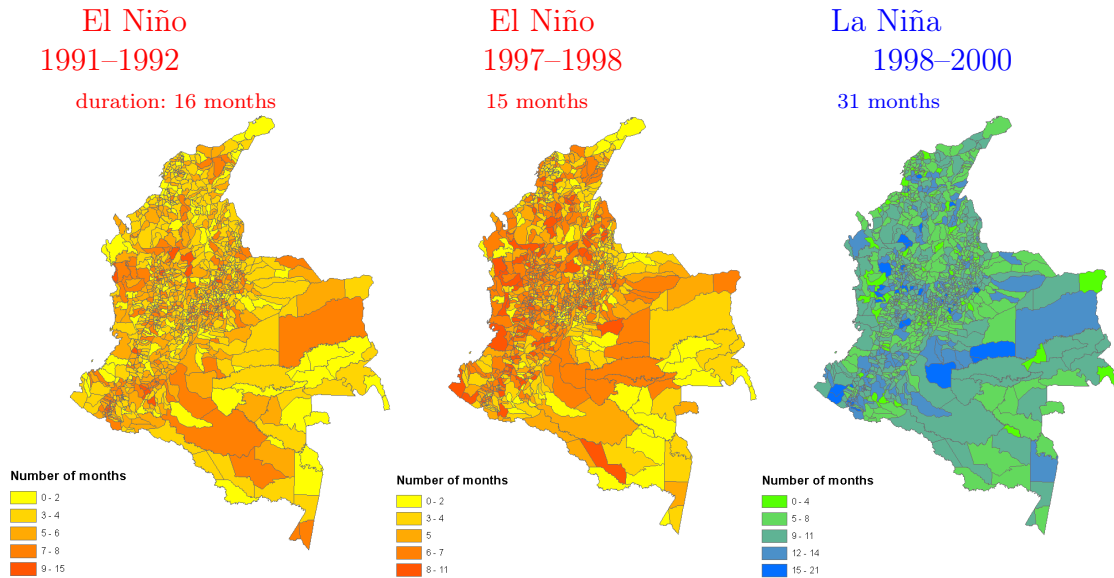 El Niño
1991–1992
duration: 16 months
El Niño
1997–1998
15 months
La Niña
1998–2000
31 months
Number of months
0 - 2
3 - 4
5 - 6
7 - 8
9 - 15
Number of months
0 - 2
3 - 4
5
6 - 7
8 - 11
Number of months
0 - 4
5 - 8
9 - 11
12 - 14
15 - 21